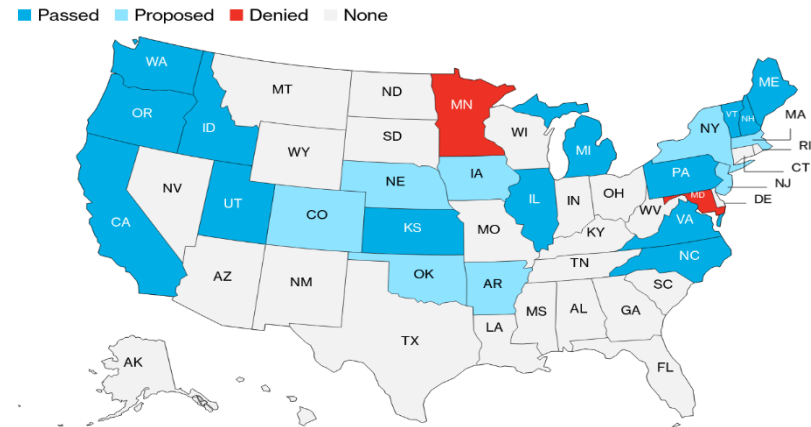 Passed Proposed Denied None
WA
ME
MT
ND
MN
VT
NH
MA
OR
ID
SD
WI
NY
RI
WY
MI
CT
NE
IA
PA
NJ
NV
UT
CO
IL
IN
OH
MD
DE
CA
KS
MO
WV
VA
KY
NC
AZ
NM
OK
AR
TN
SC
MS
AL
GA
LA
TX
AK
FL